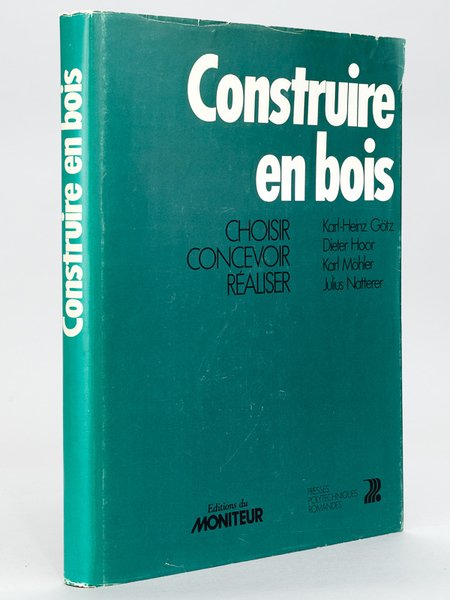 Construire en bois
Construire
en bois
CHOISIR
CONCEVOIR
RÉALISER
Karl-Heinz Götz
Dieter Hoor
Karl Möhler
Julius Natterer
Editions du
MONITEUR
PRESSES
POLYTECHNIQUES
ROMANDES